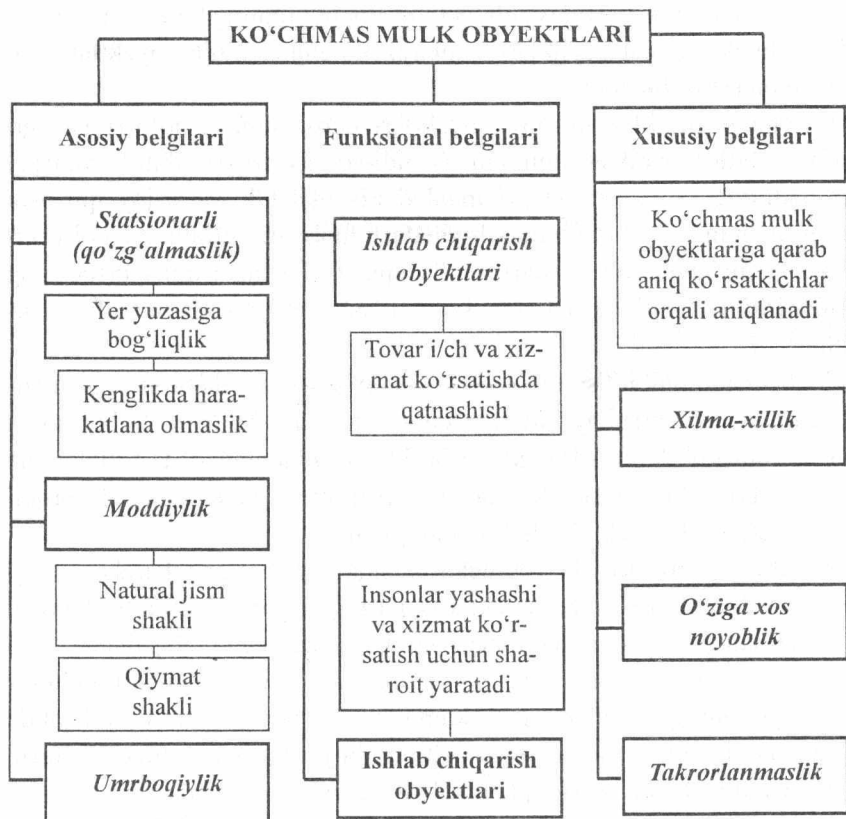 KO‘CHMAS MULK OBYEKTLARI
Asosiy belgilari
Statsionarli
(qo‘zg‘almaslik)
Yer yuzasiga
bog‘liqlik
Kenglikda hara-
katlana olmaslik
Moddiylik
Natural jism
shakli
Qiymat
shakli
Umrboqiylik
Funksional belgilari
Ishlab chiqarish
obyektlari
Tovar i/ch va xiz-
mat ko‘rsatishda
qatnashish
Insonlar yashashi
va xizmat ko‘r-
satish uchun sha-
roit yaratadi
Ishlab chiqarish
obyektlari
Xususiy belgilari
Ko‘chmas mulk
obyektlariga qarab
aniq ko‘rsatkichlar
orqali aniqlanadi
Xilma-xillik
O‘ziga xos
noyoblik
Takrorlanmaslik